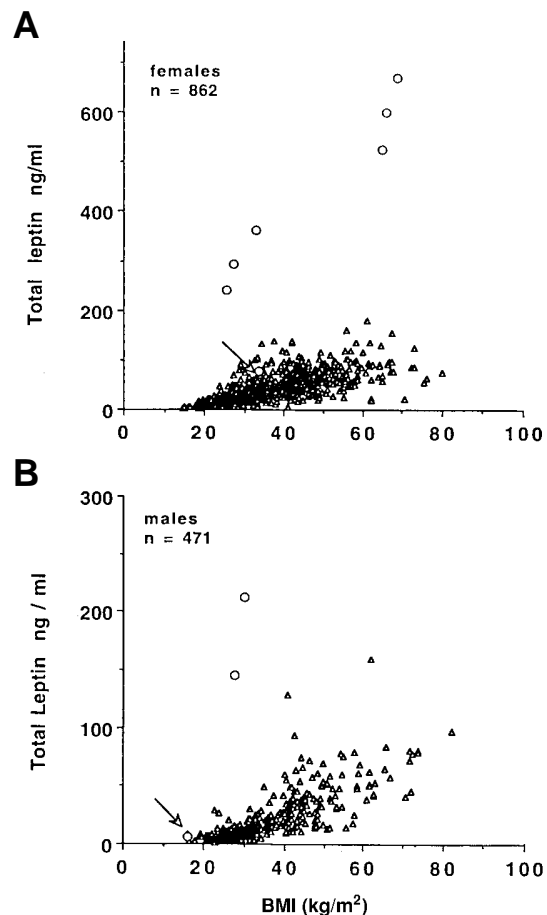 A
females
n = 862
Total leptin ng/ml
600
400
200
0
0 20 40 60 80 100
B
males
n = 471
Total Leptin ng / ml
300
200
100
0
0 20 40 60 80 100
BMI (kg/m²)